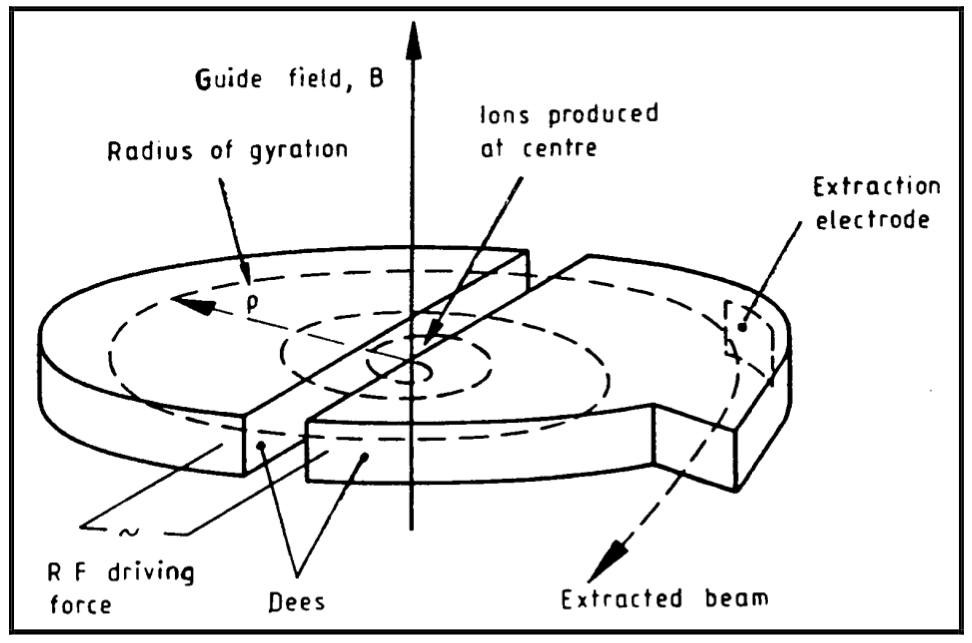 Guide field, B
Ions produced
at centre
Radius of gyration
Extraction
electrode
ρ
~
R F driving
force
Dees
Extracted beam